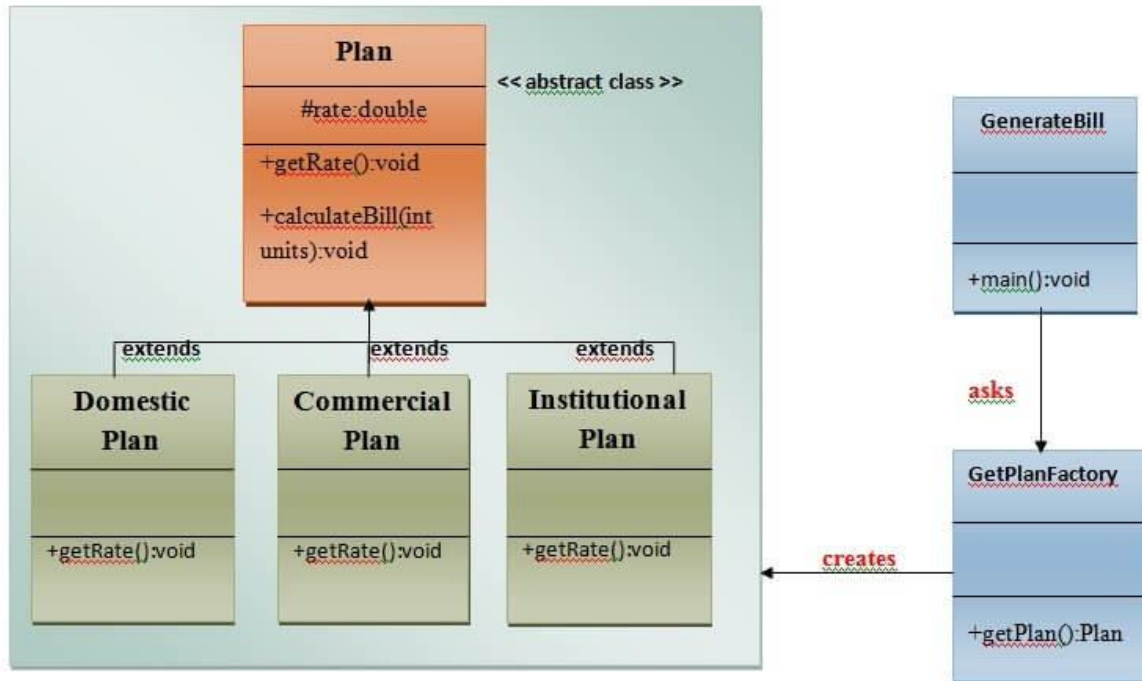 Plan
<< abstract class >>
#rate:double
+getRate():void
+calculateBill(int
units):void
extends
extends
extends
Domestic
Plan
+getRate():void
Commercial
Plan
+getRate():void
Institutional
Plan
+getRate():void
GenerateBill
+main():void
asks
GetPlanFactory
+getPlan():Plan
creates